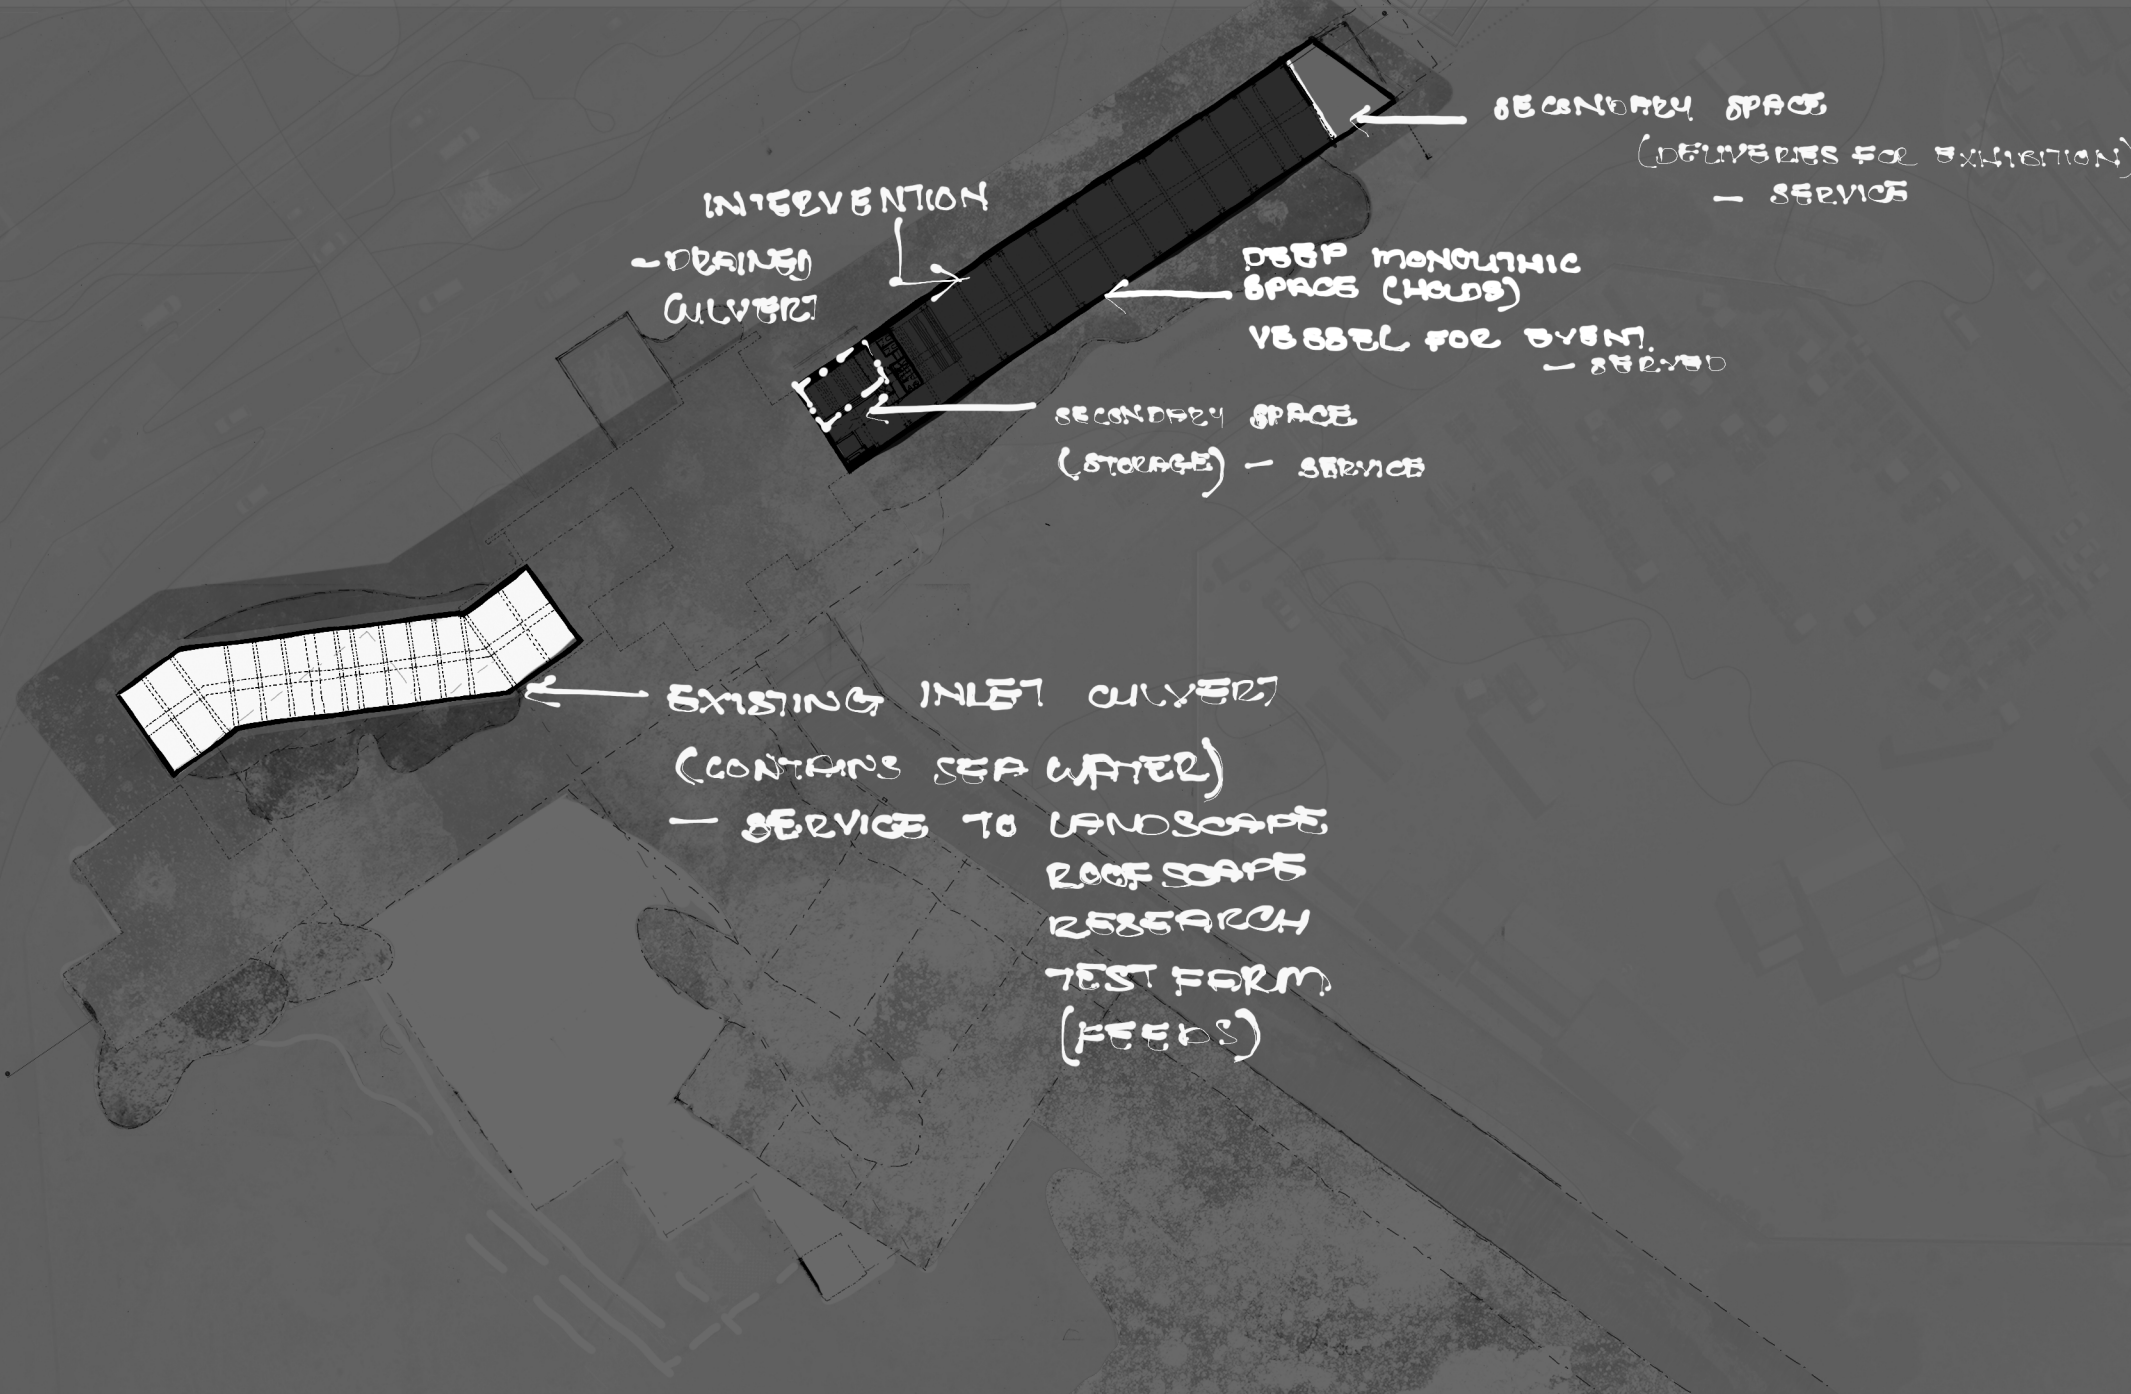 SECONDARY SPACE
(DELIVERIES FOR EXHIBITION)
— SERVICE
INTERVENTION
— DRAINED
CULVERT
DEEP MONOLITHIC
SPACE (HOLDS)
VESSEL FOR EVENT.
— SERVED
SECONDARY SPACE
(STORAGE) — SERVICE
EXISTING INLET CULVERT
(CONTAINS SEA WATER)
— SERVICE TO LANDSCAPE
ROOFSCAPE
RESEARCH
TEST FARM
(FEEDS)